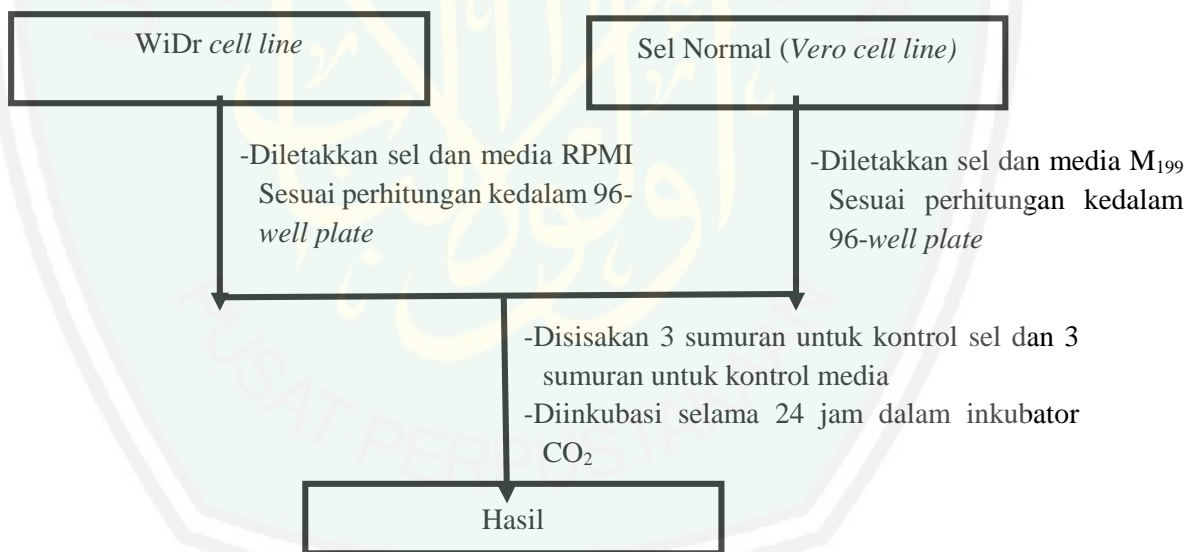 WiDr cell line
Sel Normal (Vero cell line)
-Diletakkan sel dan media RPMI
Sesuai perhitungan kedalam 96-
well plate
-Diletakkan sel dan media M₁₉₉
Sesuai perhitungan kedalam
96-well plate
-Disisakan 3 sumuran untuk kontrol sel dan 3
sumuran untuk kontrol media
-Diinkubasi selama 24 jam dalam inkubator
CO₂
Hasil
PUSAT PERPUSTAKAAN